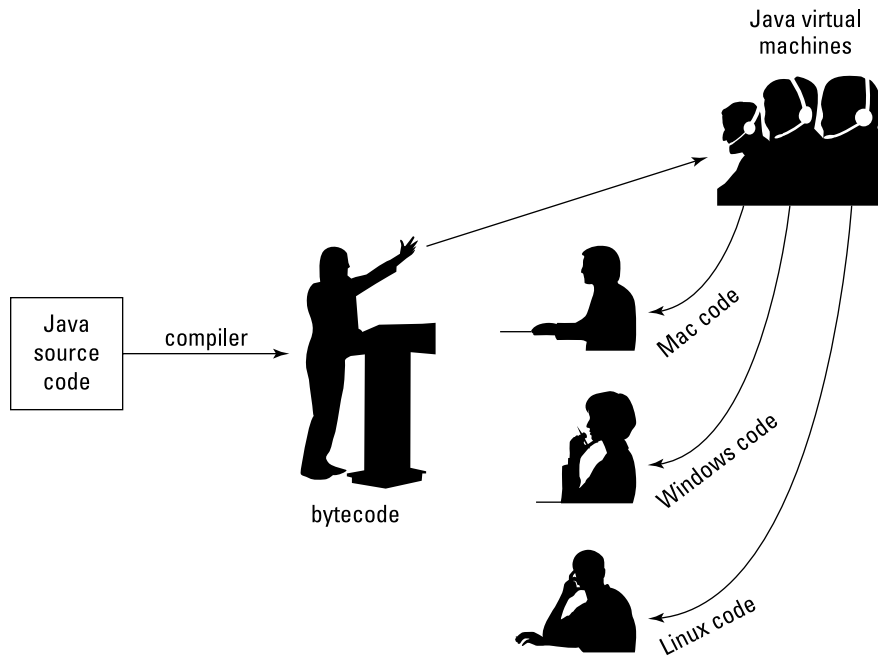 Java virtual
machines
Java
source
code
compiler
bytecode
Mac code
Windows code
Linux code